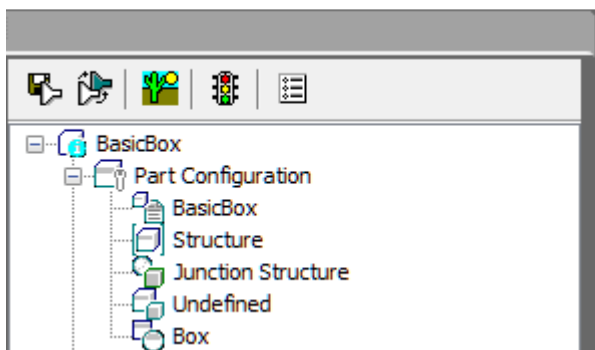 BasicBox
Part Configuration
BasicBox
Structure
Junction Structure
Undefined
Box